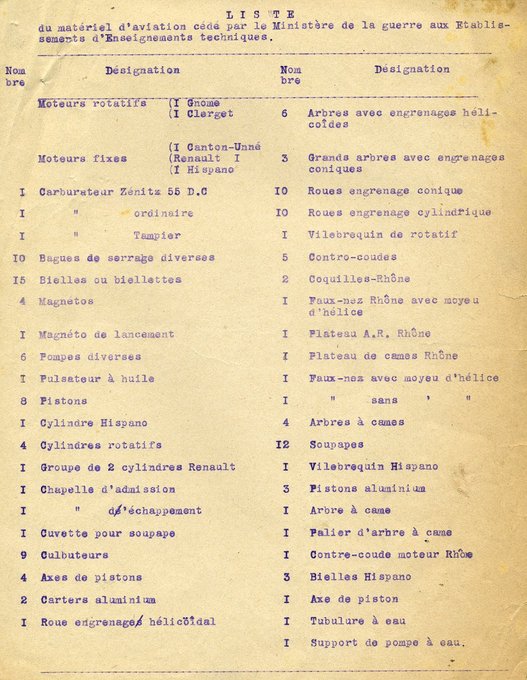 L I S T E
du matériel d'aviation cédé par le Ministère de la guerre aux Etablis-
sements d'Enseignements techniques.
Nom
bre
Désignation
Moteurs rotatifs (I Gnome
(I Clerget
(I Canton-Unné
Moteurs fixes (Renault I
(I Hispano
I Carburateur Zénitz 55 D.C
I " ordinaire
I " Tampier
10 Bagues de serrage diverses
15 Bielles ou biellettes
4 Magnétos
I Magnéto de lancement
6 Pompes diverses
I Pulsateur à huile
8 Pistons
I Cylindre Hispano
4 Cylindres rotatifs
I Groupe de 2 cylindres Renault
I Chapelle d'admission
I " d'échappement
I Cuvette pour soupape
9 Culbuteurs
4 Axes de pistons
2 Carters aluminium
I Roue engrenage hélicoïdal
Nom
bre
Désignation
6 Arbres avec engrenages héli-
coïdes
3 Grands arbres avec engrenages
coniques
10 Roues engrenage conique
10 Roues engrenage cylindrique
I Vilebrequin de rotatif
5 Contro-coudes
2 Coquilles-Rhône
I Faux-nez Rhône avec moyeu
d'hélice
I Plateau A.R. Rhône
I Plateau de cames Rhône
I Faux-nez avec moyeu d'hélice
I " sans ' "
4 Arbres à cames
12 Soupapes
I Vilebrequin Hispano
3 Pistons aluminium
I Arbre à came
I Palier d'arbre à came
I Contre-coude moteur Rhône
3 Bielles Hispano
I Axe de piston
I Tubulure à eau
I Support de pompe à eau.